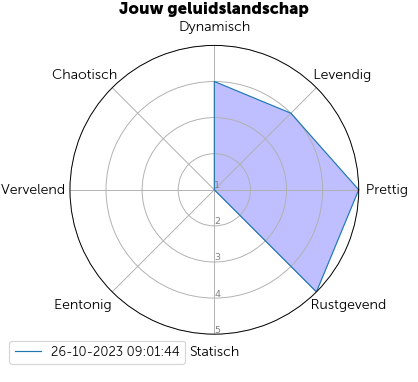 Jouw geluidslandschap
Dynamisch
Chaotisch
Levendig
Vervelend
1
Prettig
2
3
4
Eentonig
Rustgevend
5
26-10-2023 09:01:44
Statisch